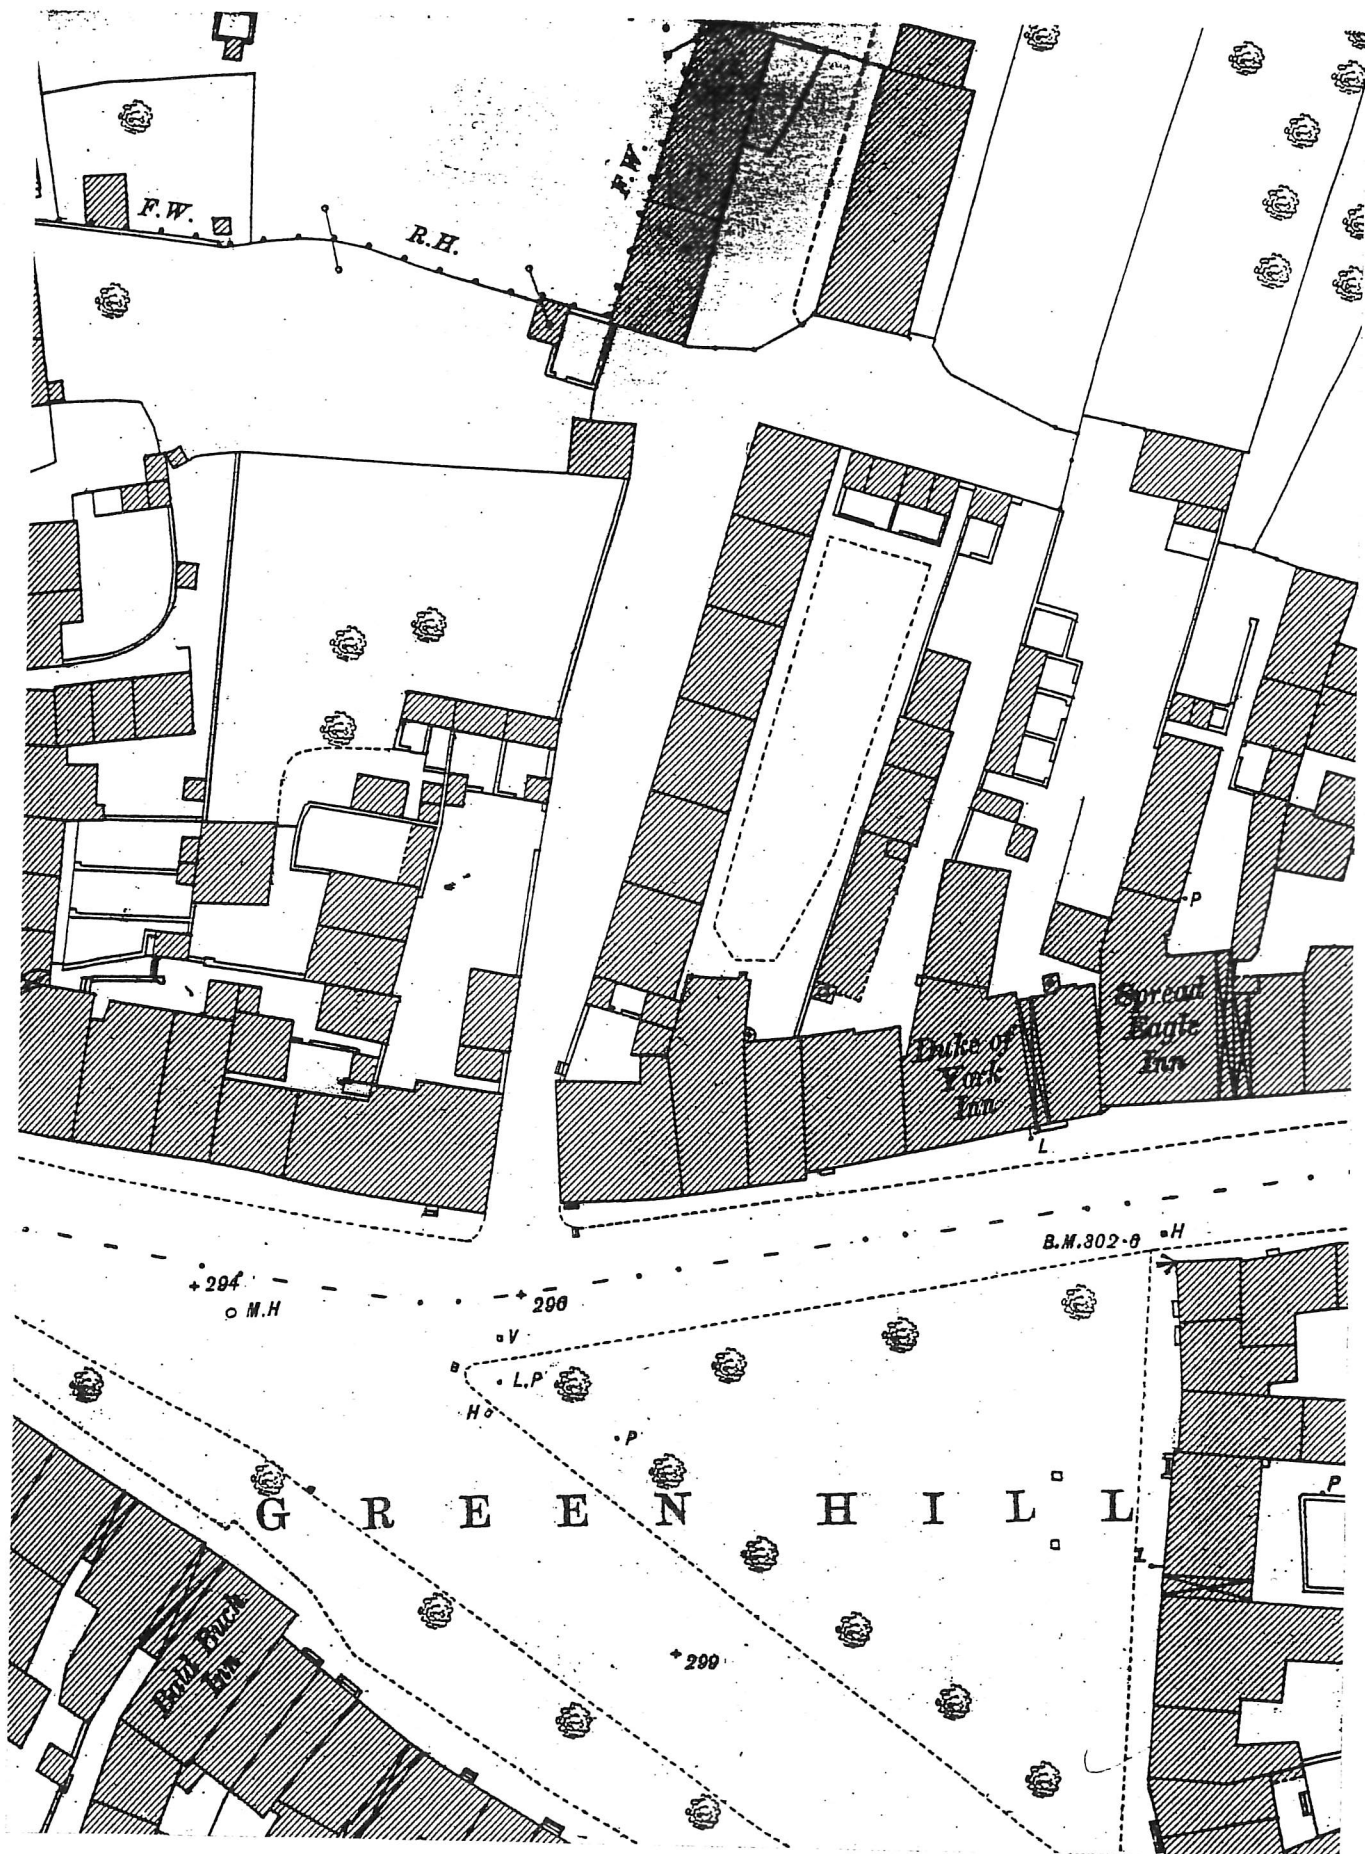 F.W.
F.W.
R.H.
P
Spread
Eagle
Inn
Duke of
York
Inn
L
B.M.302·6
H
+294
M.H
+296
V
L.P
H
P
P
GREEN HILL
L
+299
Bald Buck
Inn